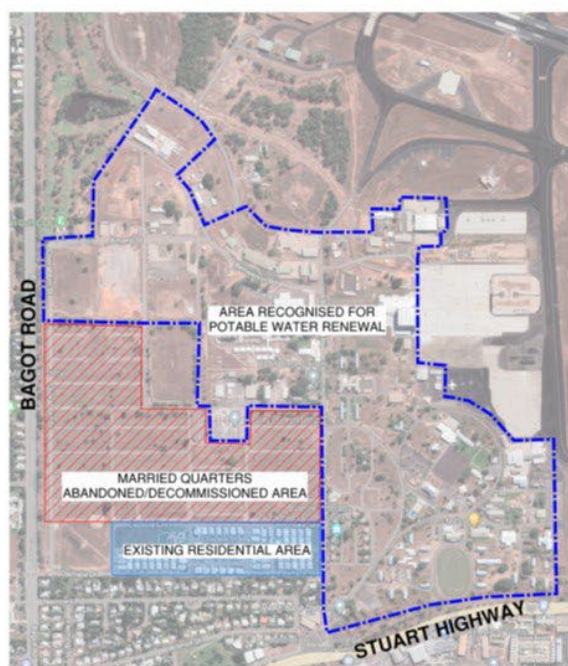 AREA RECOGNISED FOR
POTABLE WATER RENEWAL
BAGOT ROAD
MARRIED QUARTERS
ABANDONED/DECOMMISSIONED AREA
EXISTING RESIDENTIAL AREA
STUART HIGHWAY